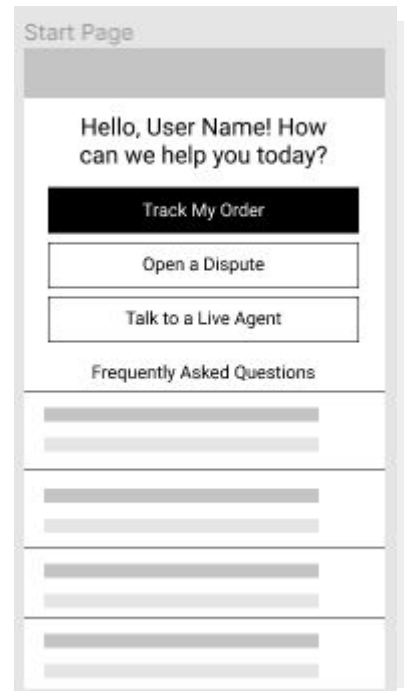 Start Page
Hello, User Name! How
can we help you today?
Track My Order
Open a Dispute
Talk to a Live Agent
Frequently Asked Questions